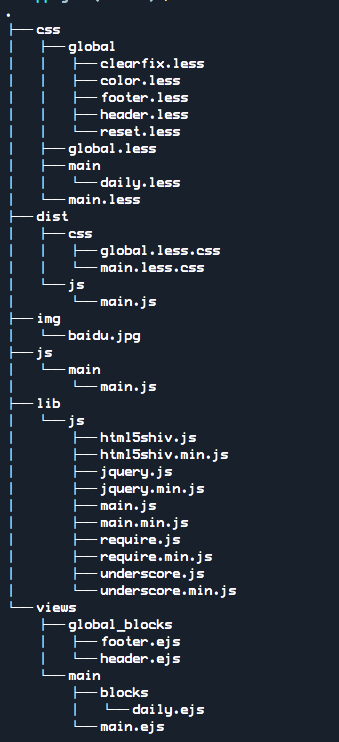 .
├── css
│   ├── global
│   │   ├── clearfix.less
│   │   ├── color.less
│   │   ├── footer.less
│   │   ├── header.less
│   │   └── reset.less
│   ├── global.less
│   ├── main
│   │   └── daily.less
│   └── main.less
├── dist
│   ├── css
│   │   ├── global.less.css
│   │   └── main.less.css
│   └── js
│       └── main.js
├── img
│   └── baidu.jpg
├── js
│   └── main
│       └── main.js
├── lib
│   └── js
│       ├── html5shiv.js
│       ├── html5shiv.min.js
│       ├── jquery.js
│       ├── jquery.min.js
│       ├── main.js
│       ├── main.min.js
│       ├── require.js
│       ├── require.min.js
│       ├── underscore.js
│       └── underscore.min.js
└── views
    ├── global_blocks
    │   ├── footer.ejs
    │   └── header.ejs
    └── main
        ├── blocks
        │   └── daily.ejs
        └── main.ejs